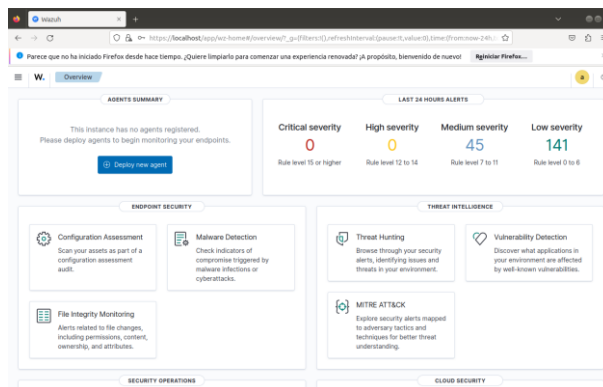 Wazuh
https://localhost/app/wz-home#/overview/?_g=(filters:!(),refreshInterval:(pause:!t,value:0),time:(from:now-24h,t
Parece que no ha iniciado Firefox desde hace tiempo. ¿Quiere limpiarlo para comenzar una experiencia renovada? ¡A propósito, bienvenido de nuevo!
Reiniciar Firefox...
W.
Overview
a
AGENTS SUMMARY
This instance has no agents registered.
Please deploy agents to begin monitoring your endpoints.
Deploy new agent
LAST 24 HOURS ALERTS
Critical severity
0
Rule level 15 or higher
High severity
0
Rule level 12 to 14
Medium severity
45
Rule level 7 to 11
Low severity
141
Rule level 0 to 6
ENDPOINT SECURITY
Configuration Assessment
Scan your assets as part of a
configuration assessment
audit.
Malware Detection
Check indicators of
compromise triggered by
malware infections or
cyberattacks.
File Integrity Monitoring
Alerts related to file changes,
including permissions, content,
ownership, and attributes.
THREAT INTELLIGENCE
Threat Hunting
Browse through your security
alerts, identifying issues and
threats in your environment.
Vulnerability Detection
Discover what applications in
your environment are affected
by well-known vulnerabilities.
MITRE ATT&CK
Explore security alerts mapped
to adversary tactics and
techniques for better threat
understanding.
SECURITY OPERATIONS
CLOUD SECURITY